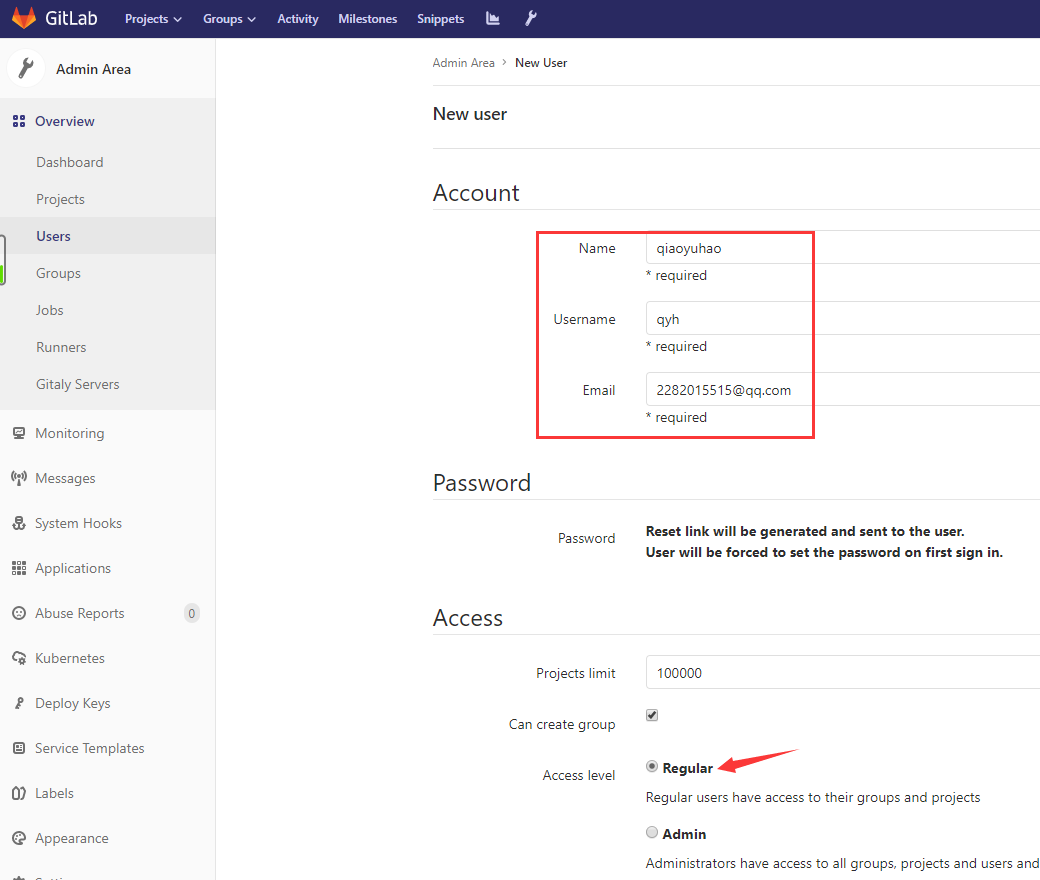 GitLab Projects Groups Activity Milestones Snippets
Admin Area
Overview
Dashboard
Projects
Users
Groups
Jobs
Runners
Gitaly Servers
Monitoring
Messages
System Hooks
Applications
Abuse Reports 0
Kubernetes
Deploy Keys
Service Templates
Labels
Appearance
Admin Area > New User
New user
Account
Name qiaoyuhao
* required
Username qyh
* required
Email 2282015515@qq.com
* required
Password
Password Reset link will be generated and sent to the user.
User will be forced to set the password on first sign in.
Access
Projects limit 100000
Can create group
Access level Regular
Regular users have access to their groups and projects
Admin
Administrators have access to all groups, projects and users and